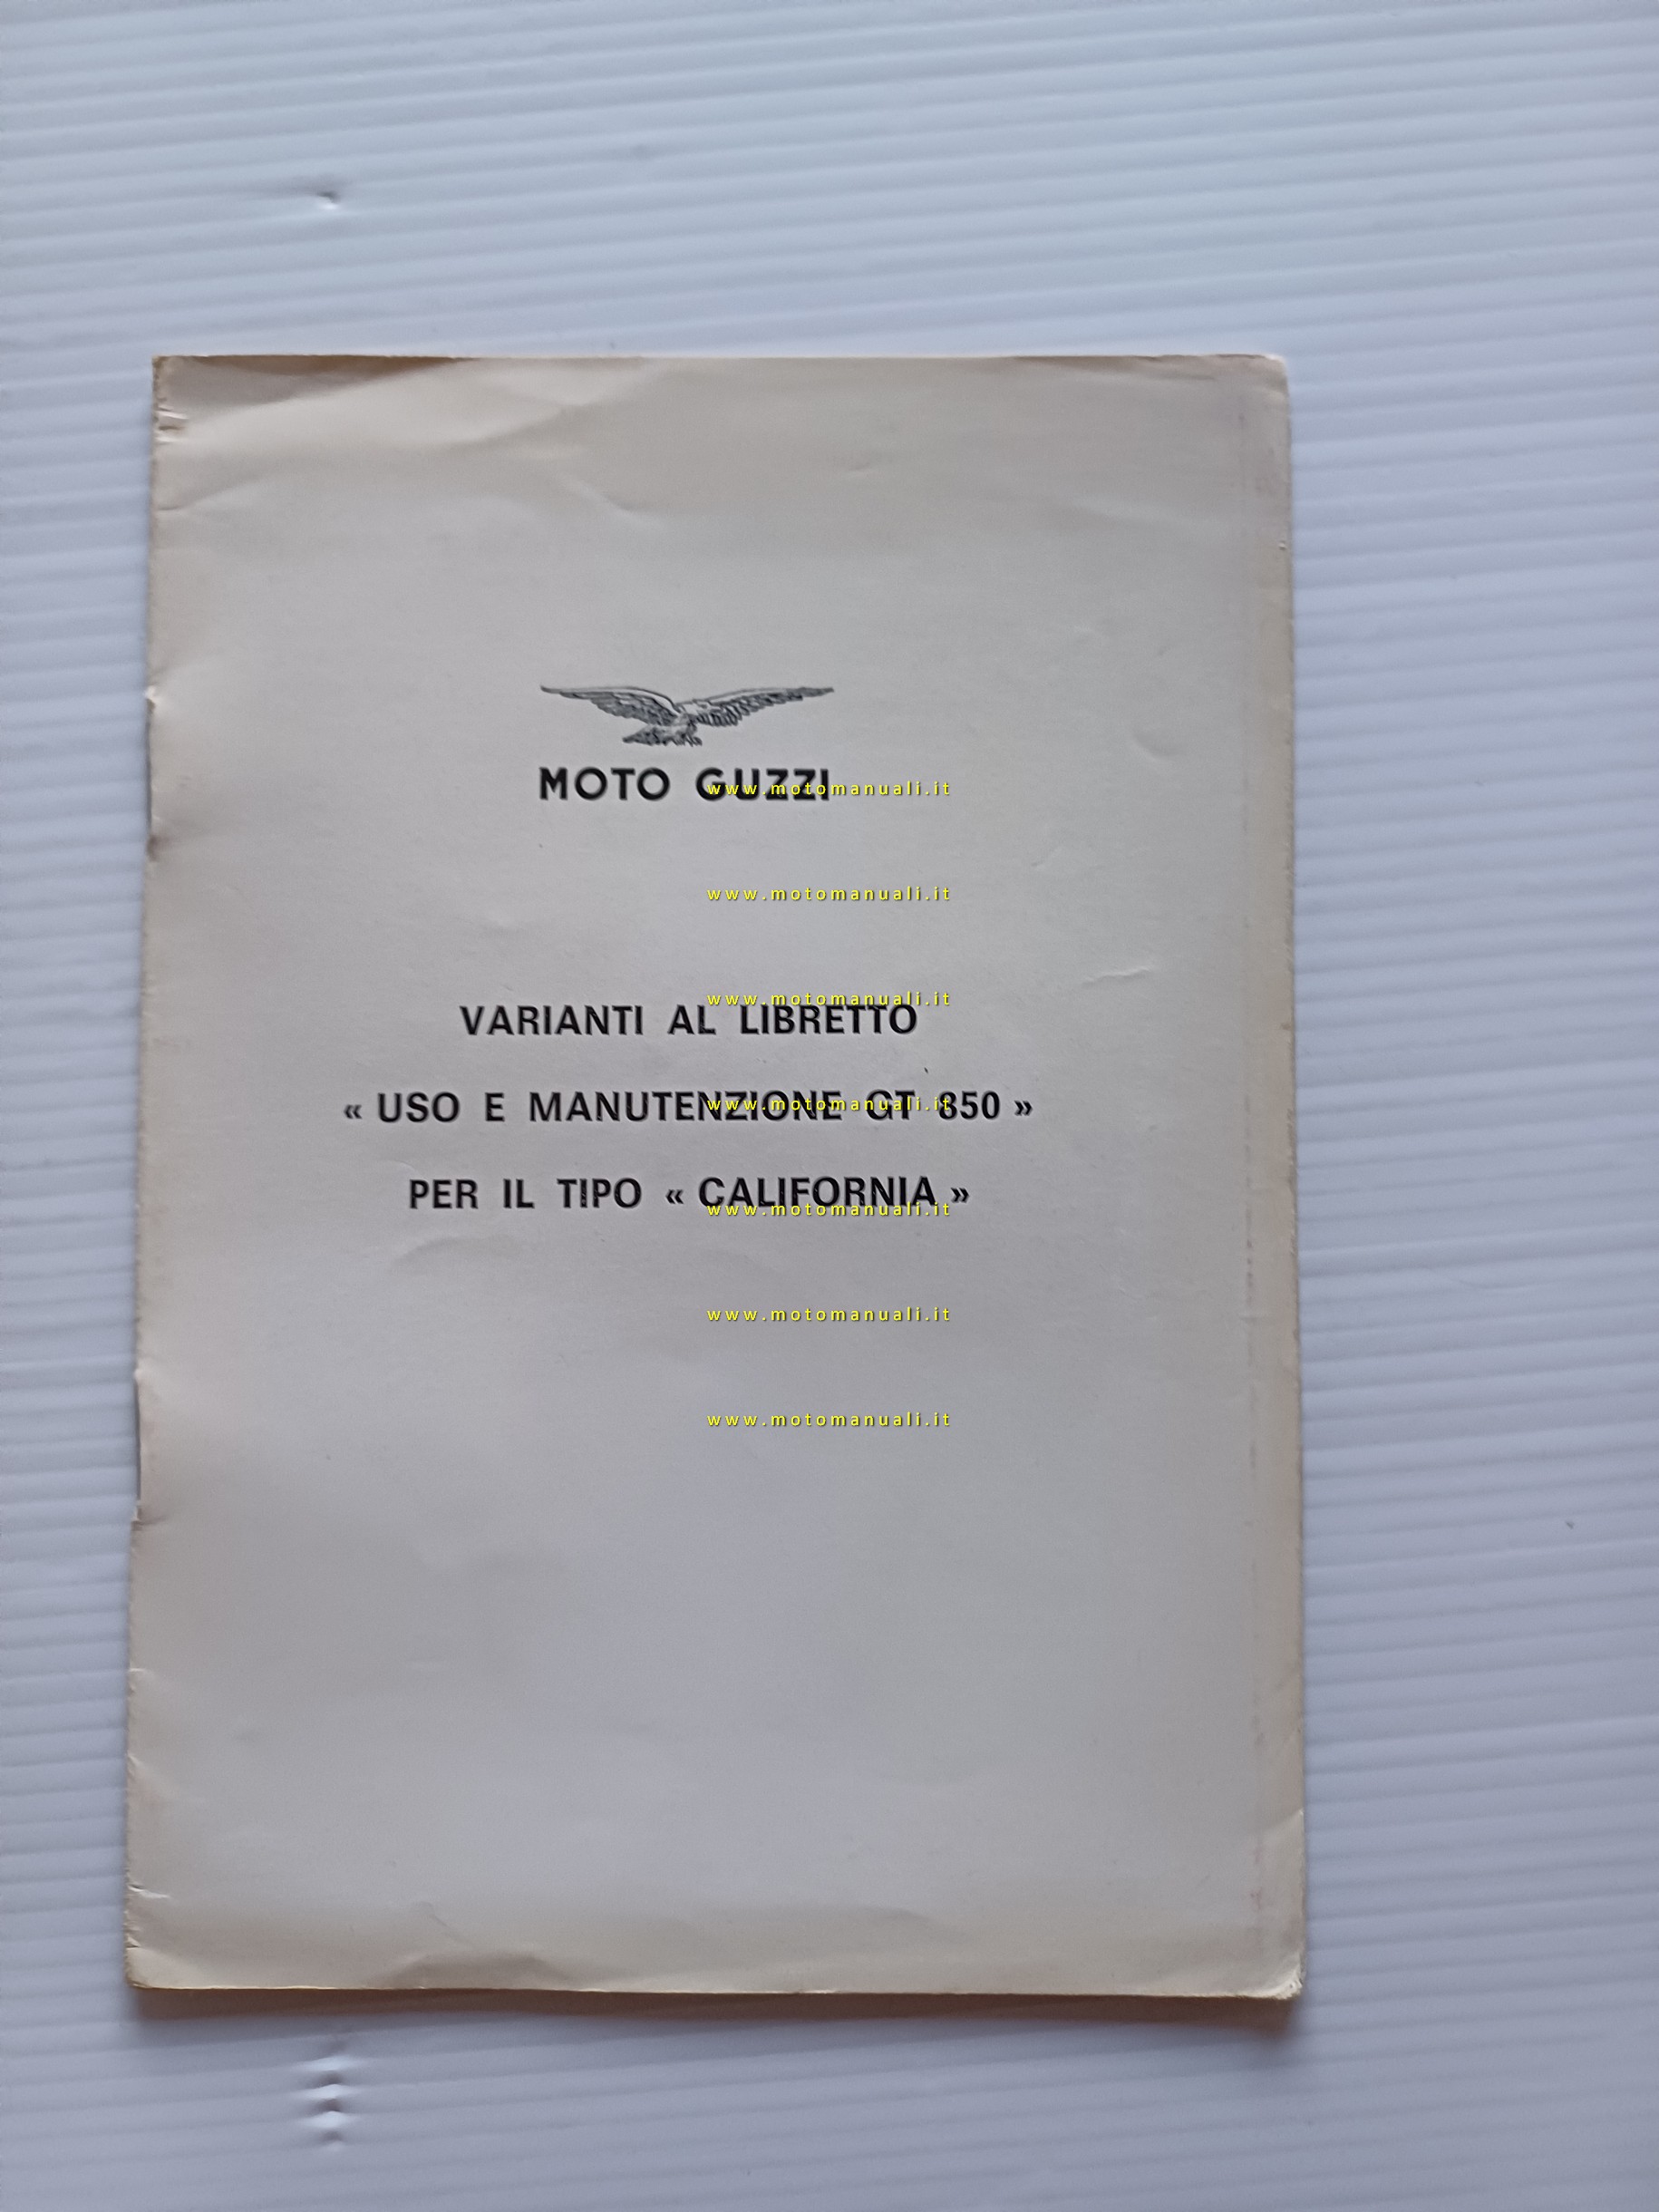 MOTO GUZZI
www.motomanuali.it
www.motomanuali.it
www.motomanuali.it
VARIANTI AL LIBRETTO
« USO E MANUTENZIONE GT 850 »
www.motomanuali.it
PER IL TIPO « CALIFORNIA »
www.motomanuali.it
www.motomanuali.it
www.motomanuali.it